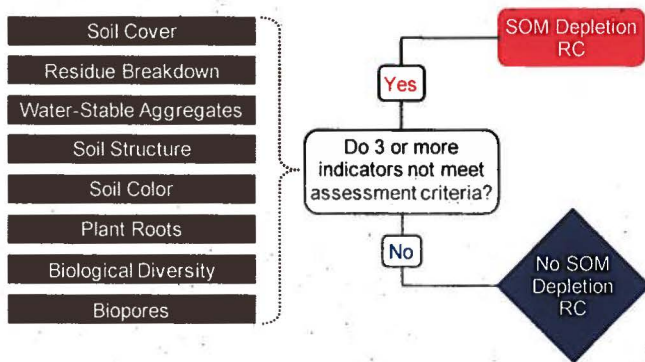 Soil Cover
Residue Breakdown
Water-Stable Aggregates
Soil Structure
Soil Color
Plant Roots
Biological Diversity
Biopores
SOM Depletion
RC
Yes
Do 3 or more
indicators not meet
assessment criteria?
No
No SOM
Depletion
RC